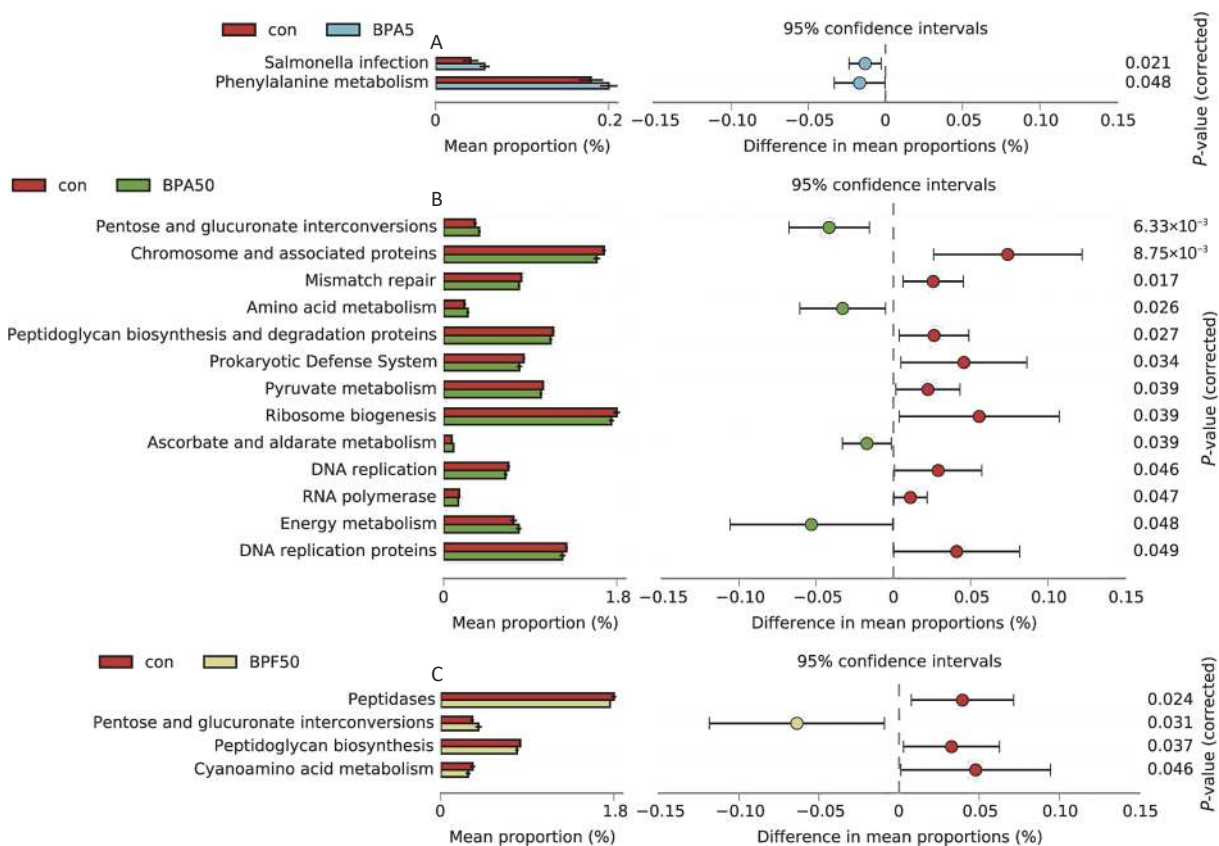 con BPA5
A
95% confidence intervals
Salmonella infection 0.021
Phenylalanine metabolism 0.048
0 0.2 −0.15 −0.10 −0.05 0 0.05 0.10 0.15
Mean proportion (%) Difference in mean proportions (%)
P-value (corrected)
con BPA50
B
95% confidence intervals
Pentose and glucuronate interconversions 6.33×10⁻³
Chromosome and associated proteins 8.75×10⁻³
Mismatch repair 0.017
Amino acid metabolism 0.026
Peptidoglycan biosynthesis and degradation proteins 0.027
Prokaryotic Defense System 0.034
Pyruvate metabolism 0.039
Ribosome biogenesis 0.039
Ascorbate and aldarate metabolism 0.039
DNA replication 0.046
RNA polymerase 0.047
Energy metabolism 0.048
DNA replication proteins 0.049
0 1.8 −0.15 −0.10 −0.05 0 0.05 0.10 0.15
Mean proportion (%) Difference in mean proportions (%)
P-value (corrected)
con BPF50
C
95% confidence intervals
Peptidases 0.024
Pentose and glucuronate interconversions 0.031
Peptidoglycan biosynthesis 0.037
Cyanoamino acid metabolism 0.046
0 1.8 −0.15 −0.10 −0.05 0 0.05 0.10 0.15
Mean proportion (%) Difference in mean proportions (%)
P-value (corrected)